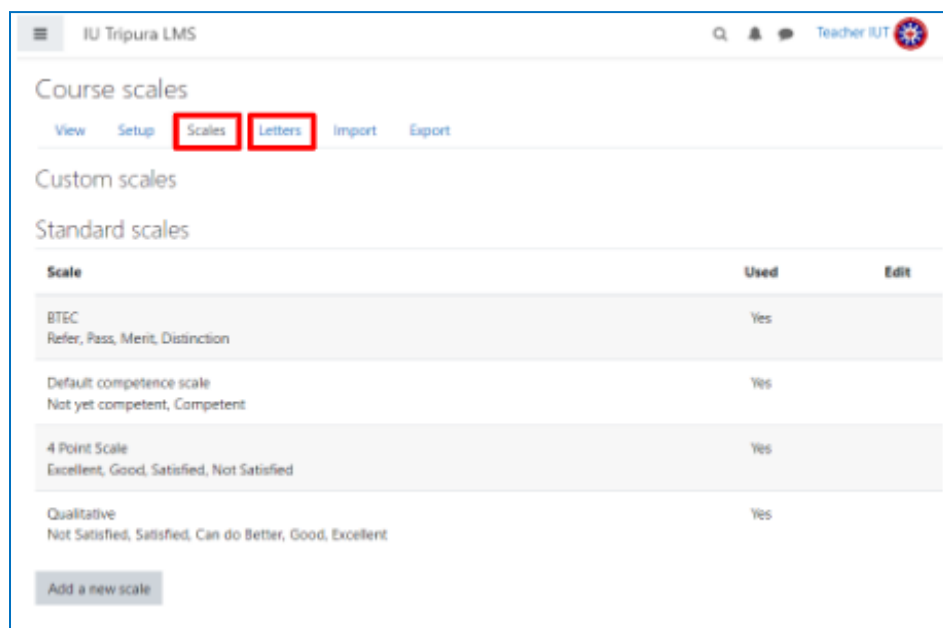 IU Tripura LMS
Teacher IUT
Course scales
View Setup Scales Letters Import Export
Custom scales
Standard scales
Scale Used Edit
BTEC Yes
Refer, Pass, Merit, Distinction
Default competence scale Yes
Not yet competent, Competent
4 Point Scale Yes
Excellent, Good, Satisfied, Not Satisfied
Qualitative Yes
Not Satisfied, Satisfied, Can do Better, Good, Excellent
Add a new scale